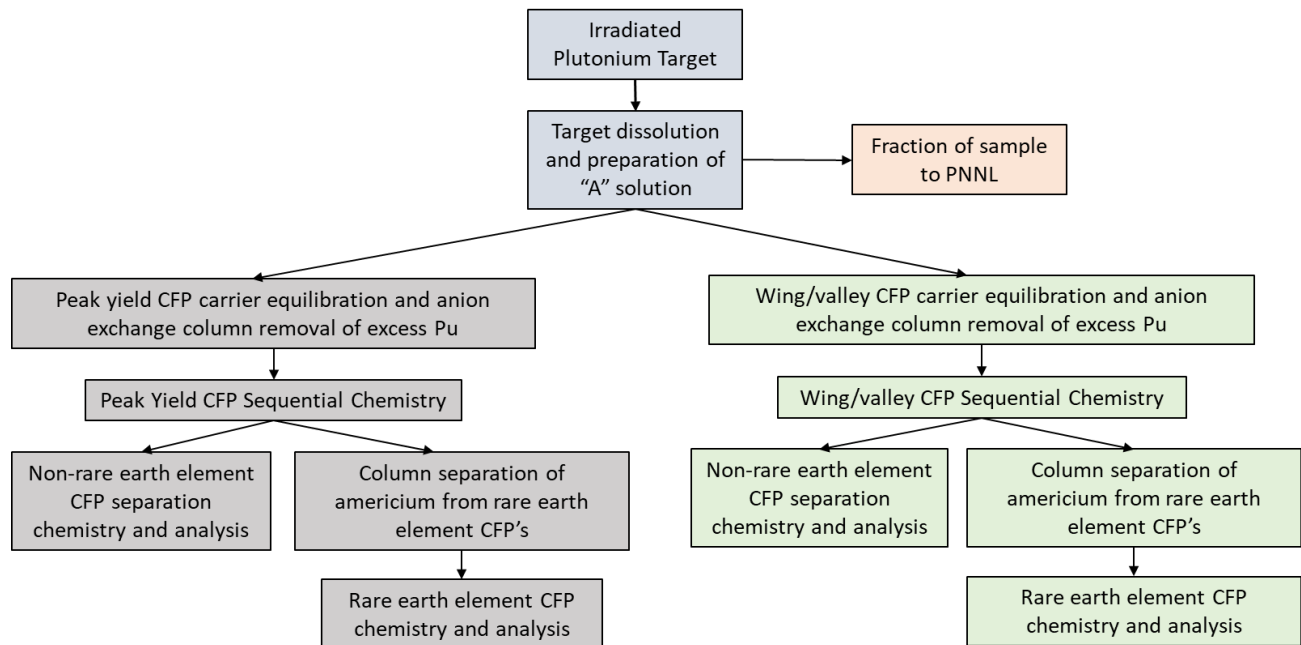 Irradiated
Plutonium Target
Target dissolution
and preparation of
“A” solution
Fraction of sample
to PNNL
Peak yield CFP carrier equilibration and anion
exchange column removal of excess Pu
Wing/valley CFP carrier equilibration and anion
exchange column removal of excess Pu
Peak Yield CFP Sequential Chemistry
Wing/valley CFP Sequential Chemistry
Non-rare earth element
CFP separation
chemistry and analysis
Column separation of
americium from rare earth
element CFP’s
Non-rare earth element
CFP separation
chemistry and analysis
Column separation of
americium from rare earth
element CFP’s
Rare earth element CFP
chemistry and analysis
Rare earth element CFP
chemistry and analysis